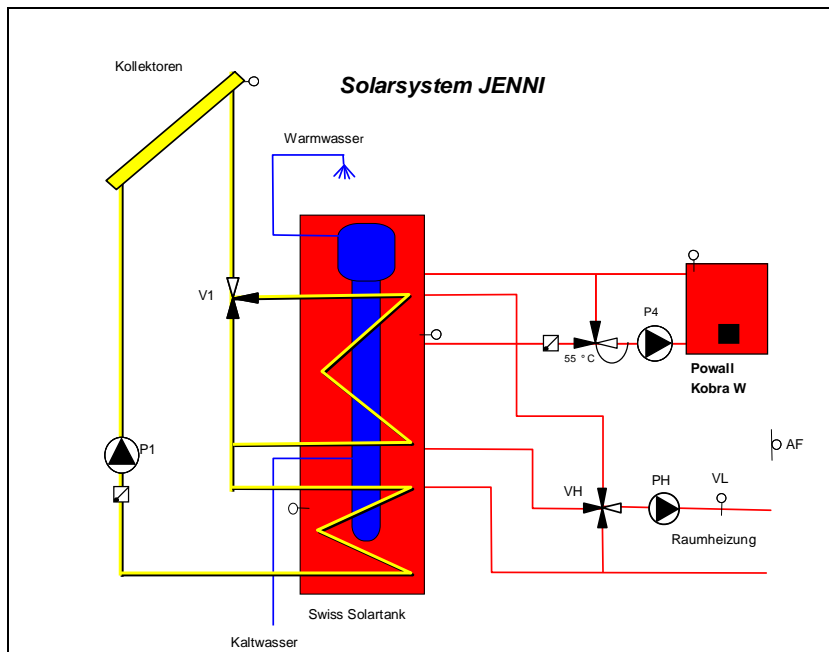 Solarsystem JENNI
Kollektoren
Warmwasser
V1
P4
55 °C
Powall
Kobra W
P1
AF
VH
PH
VL
Raumheizung
Swiss Solartank
Kaltwasser